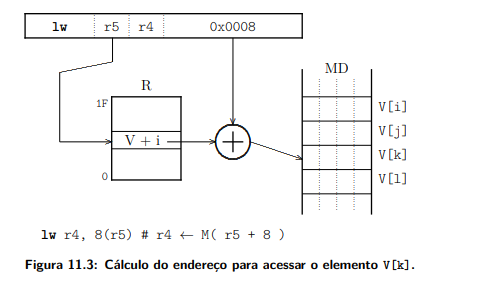 lw r5 r4 0x0008
MD
R
1F
V[i]
V[j]
V + i
V[k]
0
V[l]
lw r4, 8(r5) # r4 ← M( r5 + 8 )
Figura 11.3: Cálculo do endereço para acessar o elemento V[k].